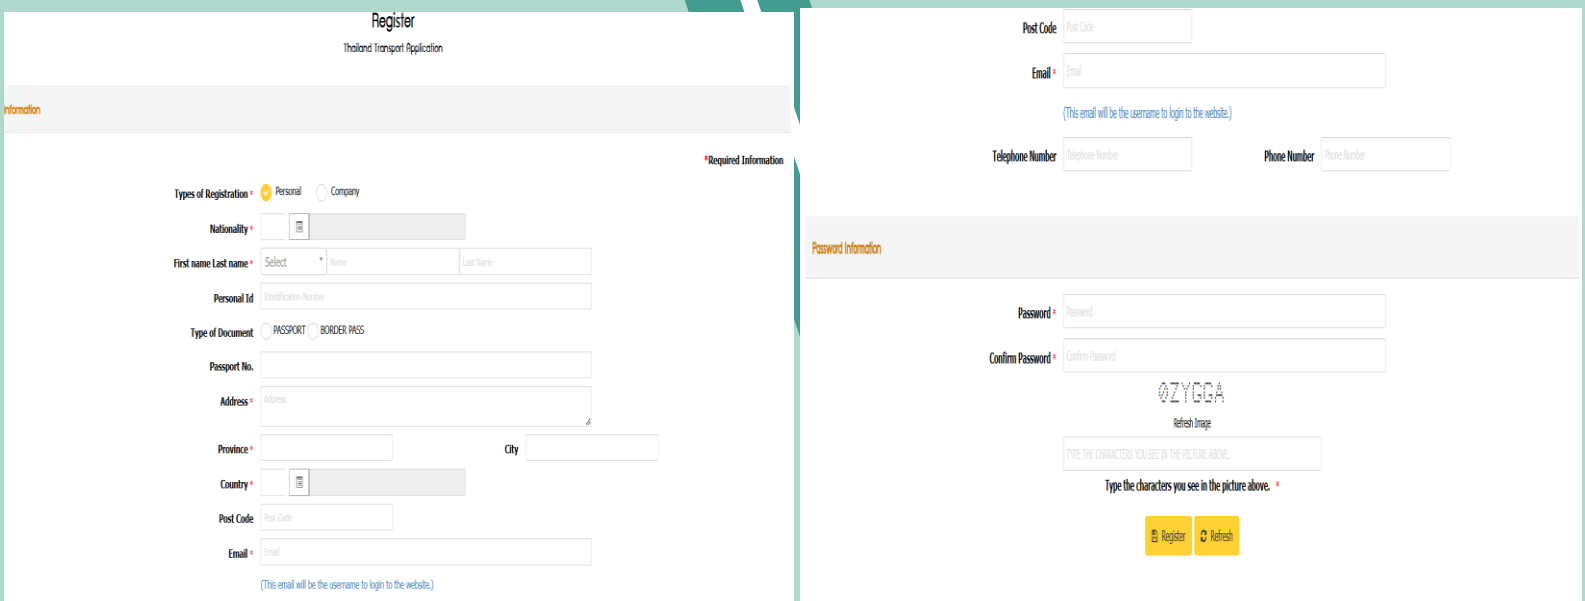 Register
Thailand Transport Application
Information
*Required Information
Types of Registration * Personal Company
Nationality *
First name Last name * Select Name Last Name
Personal Id Identification Number
Type of Document PASSPORT BORDER PASS
Passport No.
Address * Address
Province * City
Country *
Post Code Post Code
Email * Email
(This email will be the username to login to the website.)
Post Code Post Code
Email * Email
(This email will be the username to login to the website.)
Telephone Number Telephone Number Phone Number Phone Number
Password Information
Password * Password
Confirm Password * Confirm Password
0ZYGGA
Refresh Image
TYPE THE CHARACTERS YOU SEE IN THE PICTURE ABOVE.
Type the characters you see in the picture above. *
Register Refresh